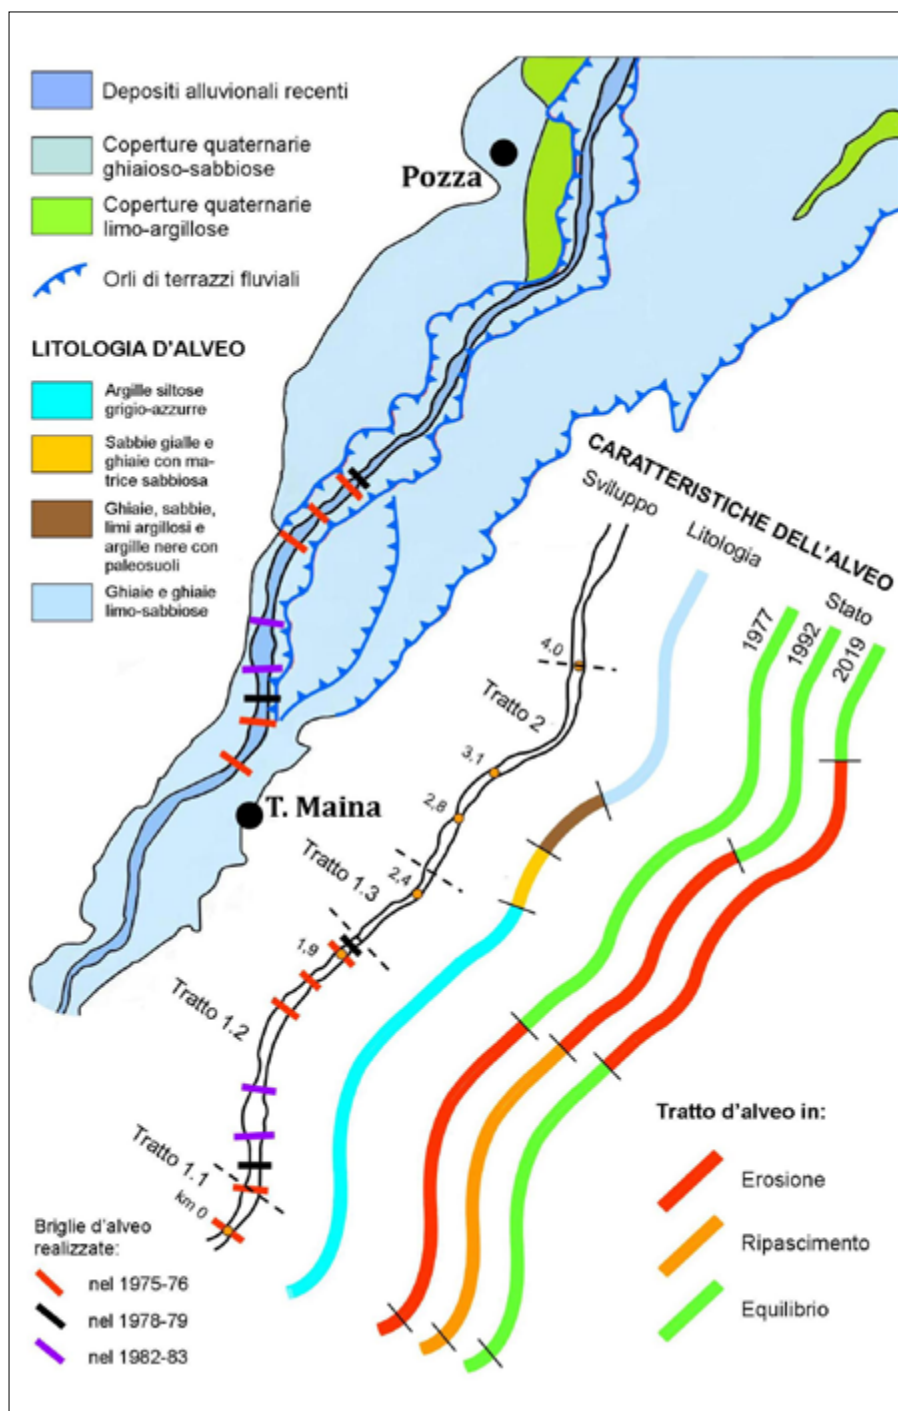 Depositi alluvionali recenti
Coperture quaternarie
ghiaioso-sabbiose
Coperture quaternarie
limo-argillose
Orli di terrazzi fluviali
LITOLOGIA D'ALVEO
Argille siltose
grigio-azzurre
Sabbie gialle e
ghiaie con ma-
trice sabbiosa
Ghiaie, sabbie,
limi argillosi e
argille nere con
paleosuoli
Ghiaie e ghiaie
limo-sabbiose
Pozza
T. Maina
CARATTERISTICHE DELL'ALVEO
Sviluppo
Litologia
Stato
1977
1992
2019
4.0
Tratto 2
3,1
2,8
Tratto 1.3
2,4
1,9
Tratto 1.2
Tratto 1.1
km 0
Briglie d'alveo
realizzate:
nel 1975-76
nel 1978-79
nel 1982-83
Tratto d'alveo in:
Erosione
Ripascimento
Equilibrio